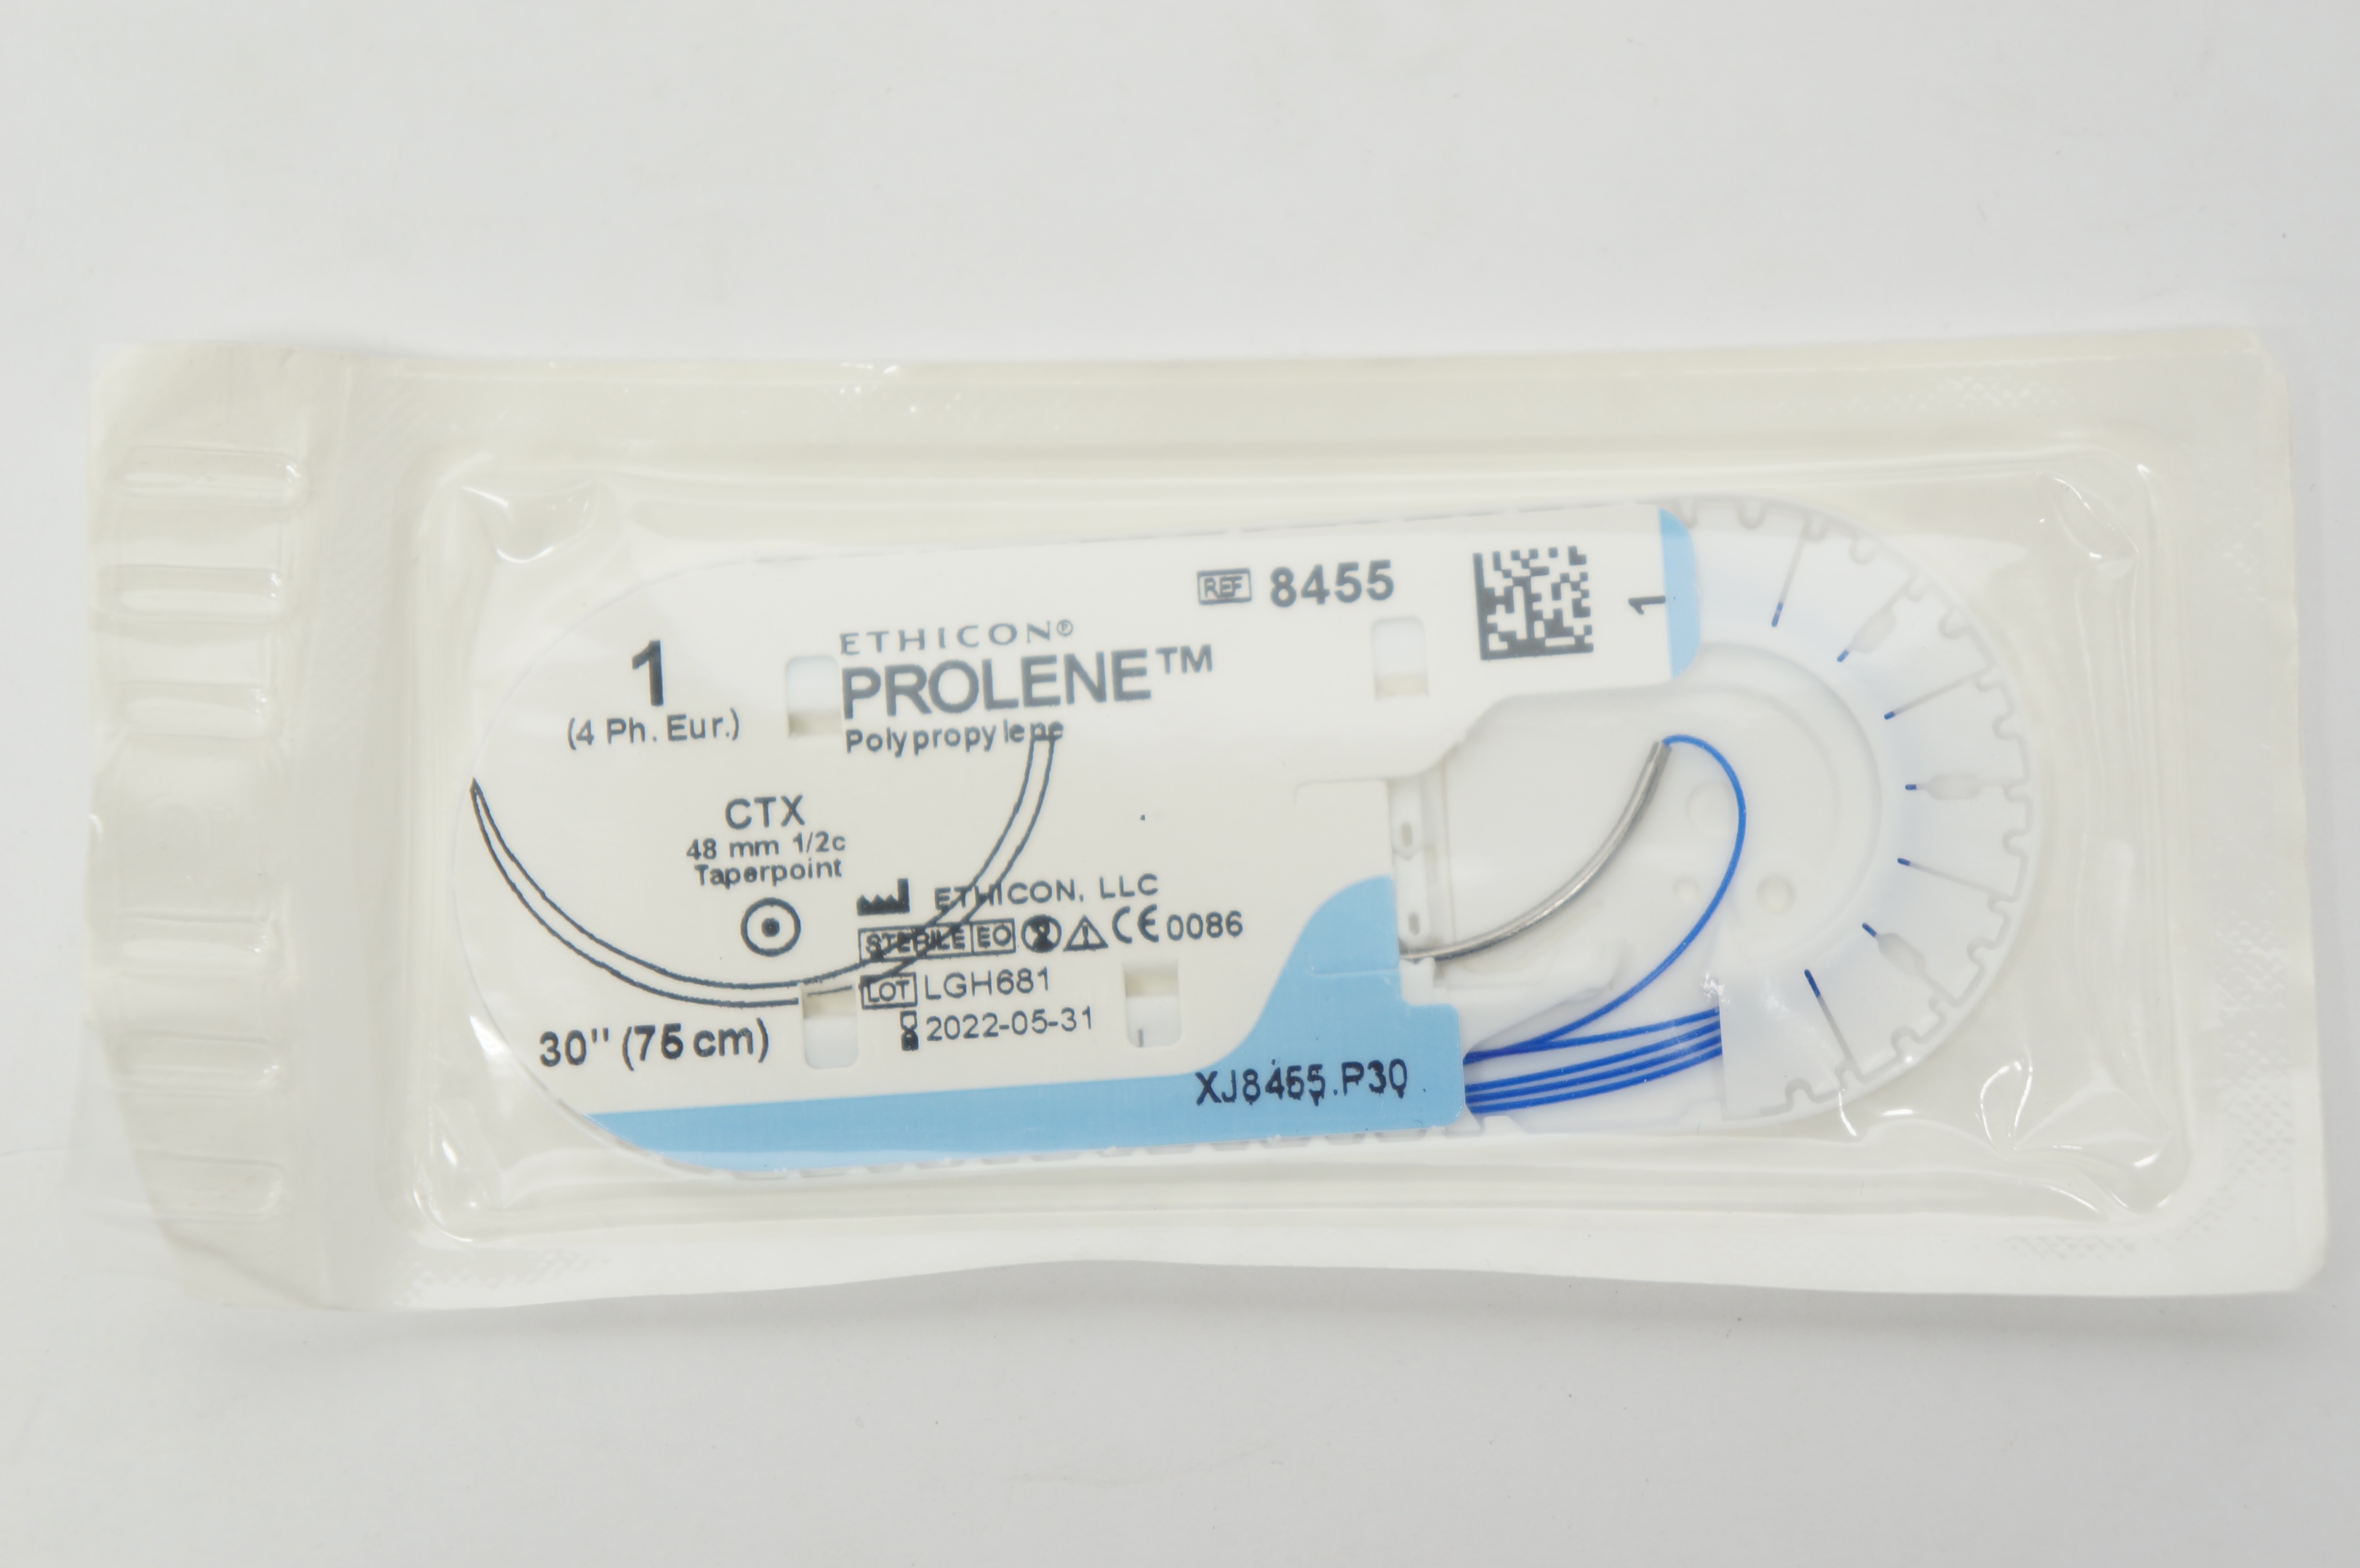 REF 8455
1
ETHICON®
1
PROLENE™
(4 Ph. Eur.)
Polypropylene
CTX
48 mm 1/2c
Taperpoint
ETHICON, LLC
STERILE EO 2 CE 0086
LOT LGH681
30" (75 cm)
2022-05-31
XJ8455.P30